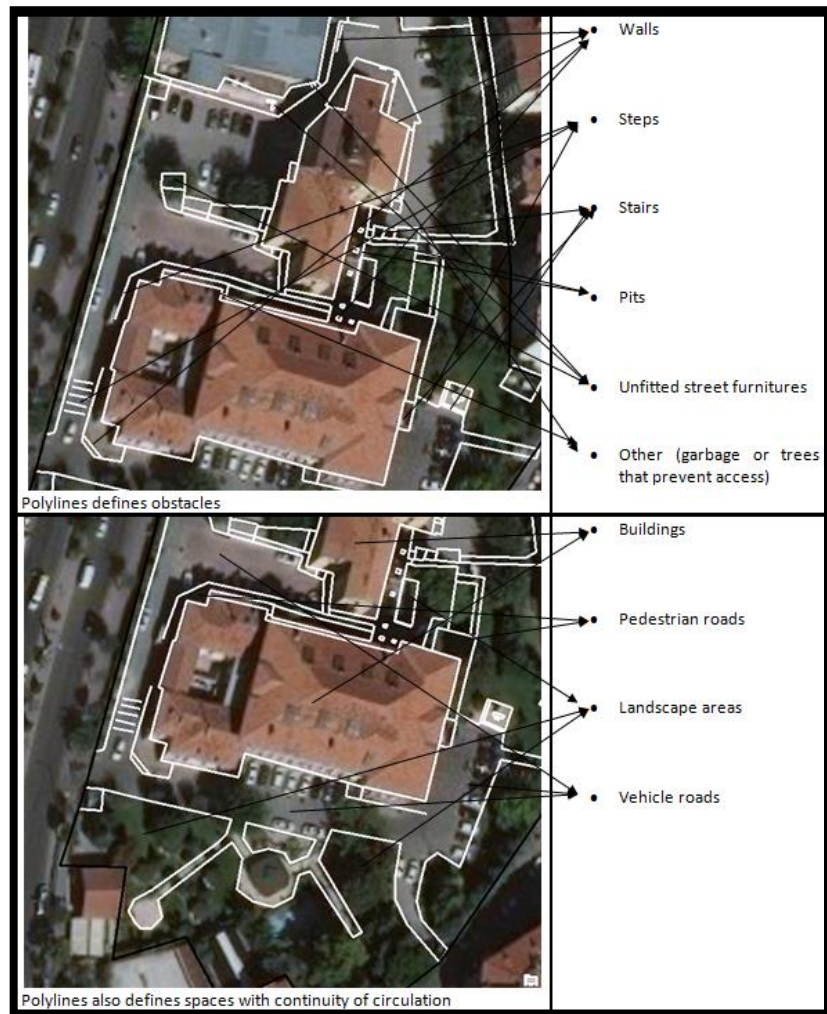 • Walls
• Steps
• Stairs
• Pits
• Unfitted street furnitures
• Other (garbage or trees
that prevent access)
Polylines defines obstacles
• Buildings
• Pedestrian roads
• Landscape areas
• Vehicle roads
Polylines also defines spaces with continuity of circulation